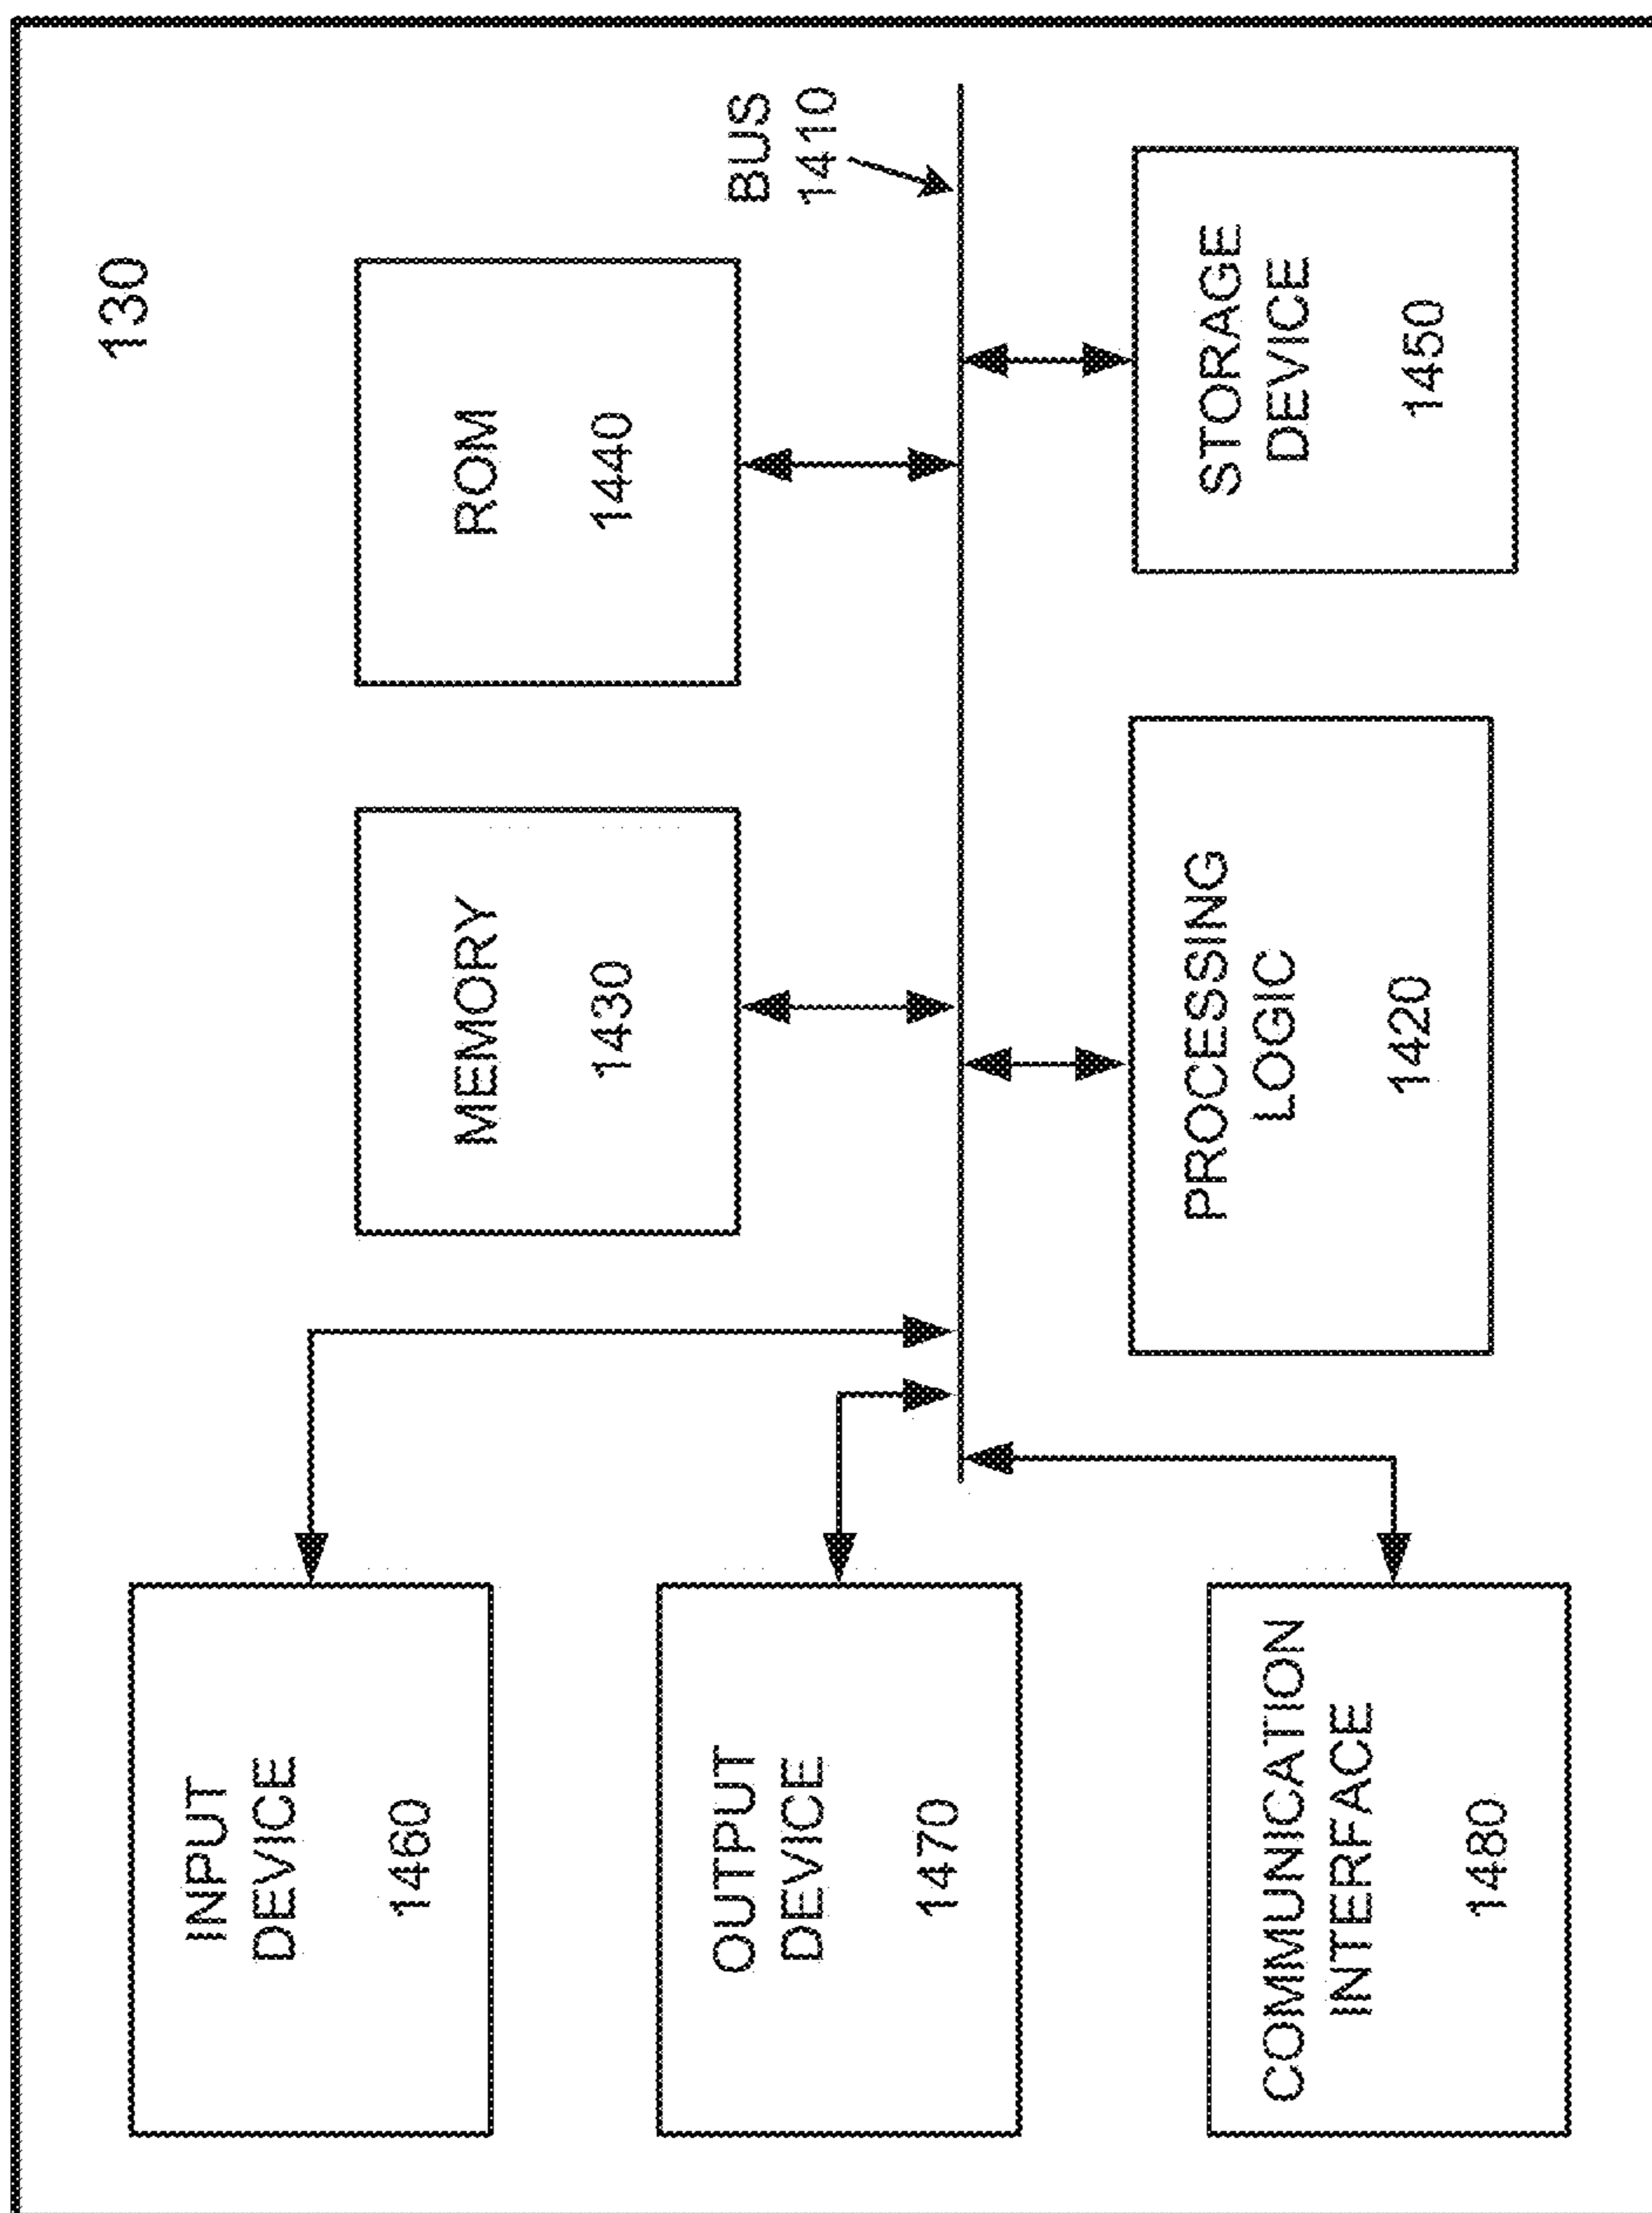 130
BUS
1410
MEMORY
1430
ROM
1440
INPUT
DEVICE
1460
OUTPUT
DEVICE
1470
COMMUNICATION
INTERFACE
1480
PROCESSING
LOGIC
1420
STORAGE
DEVICE
1450